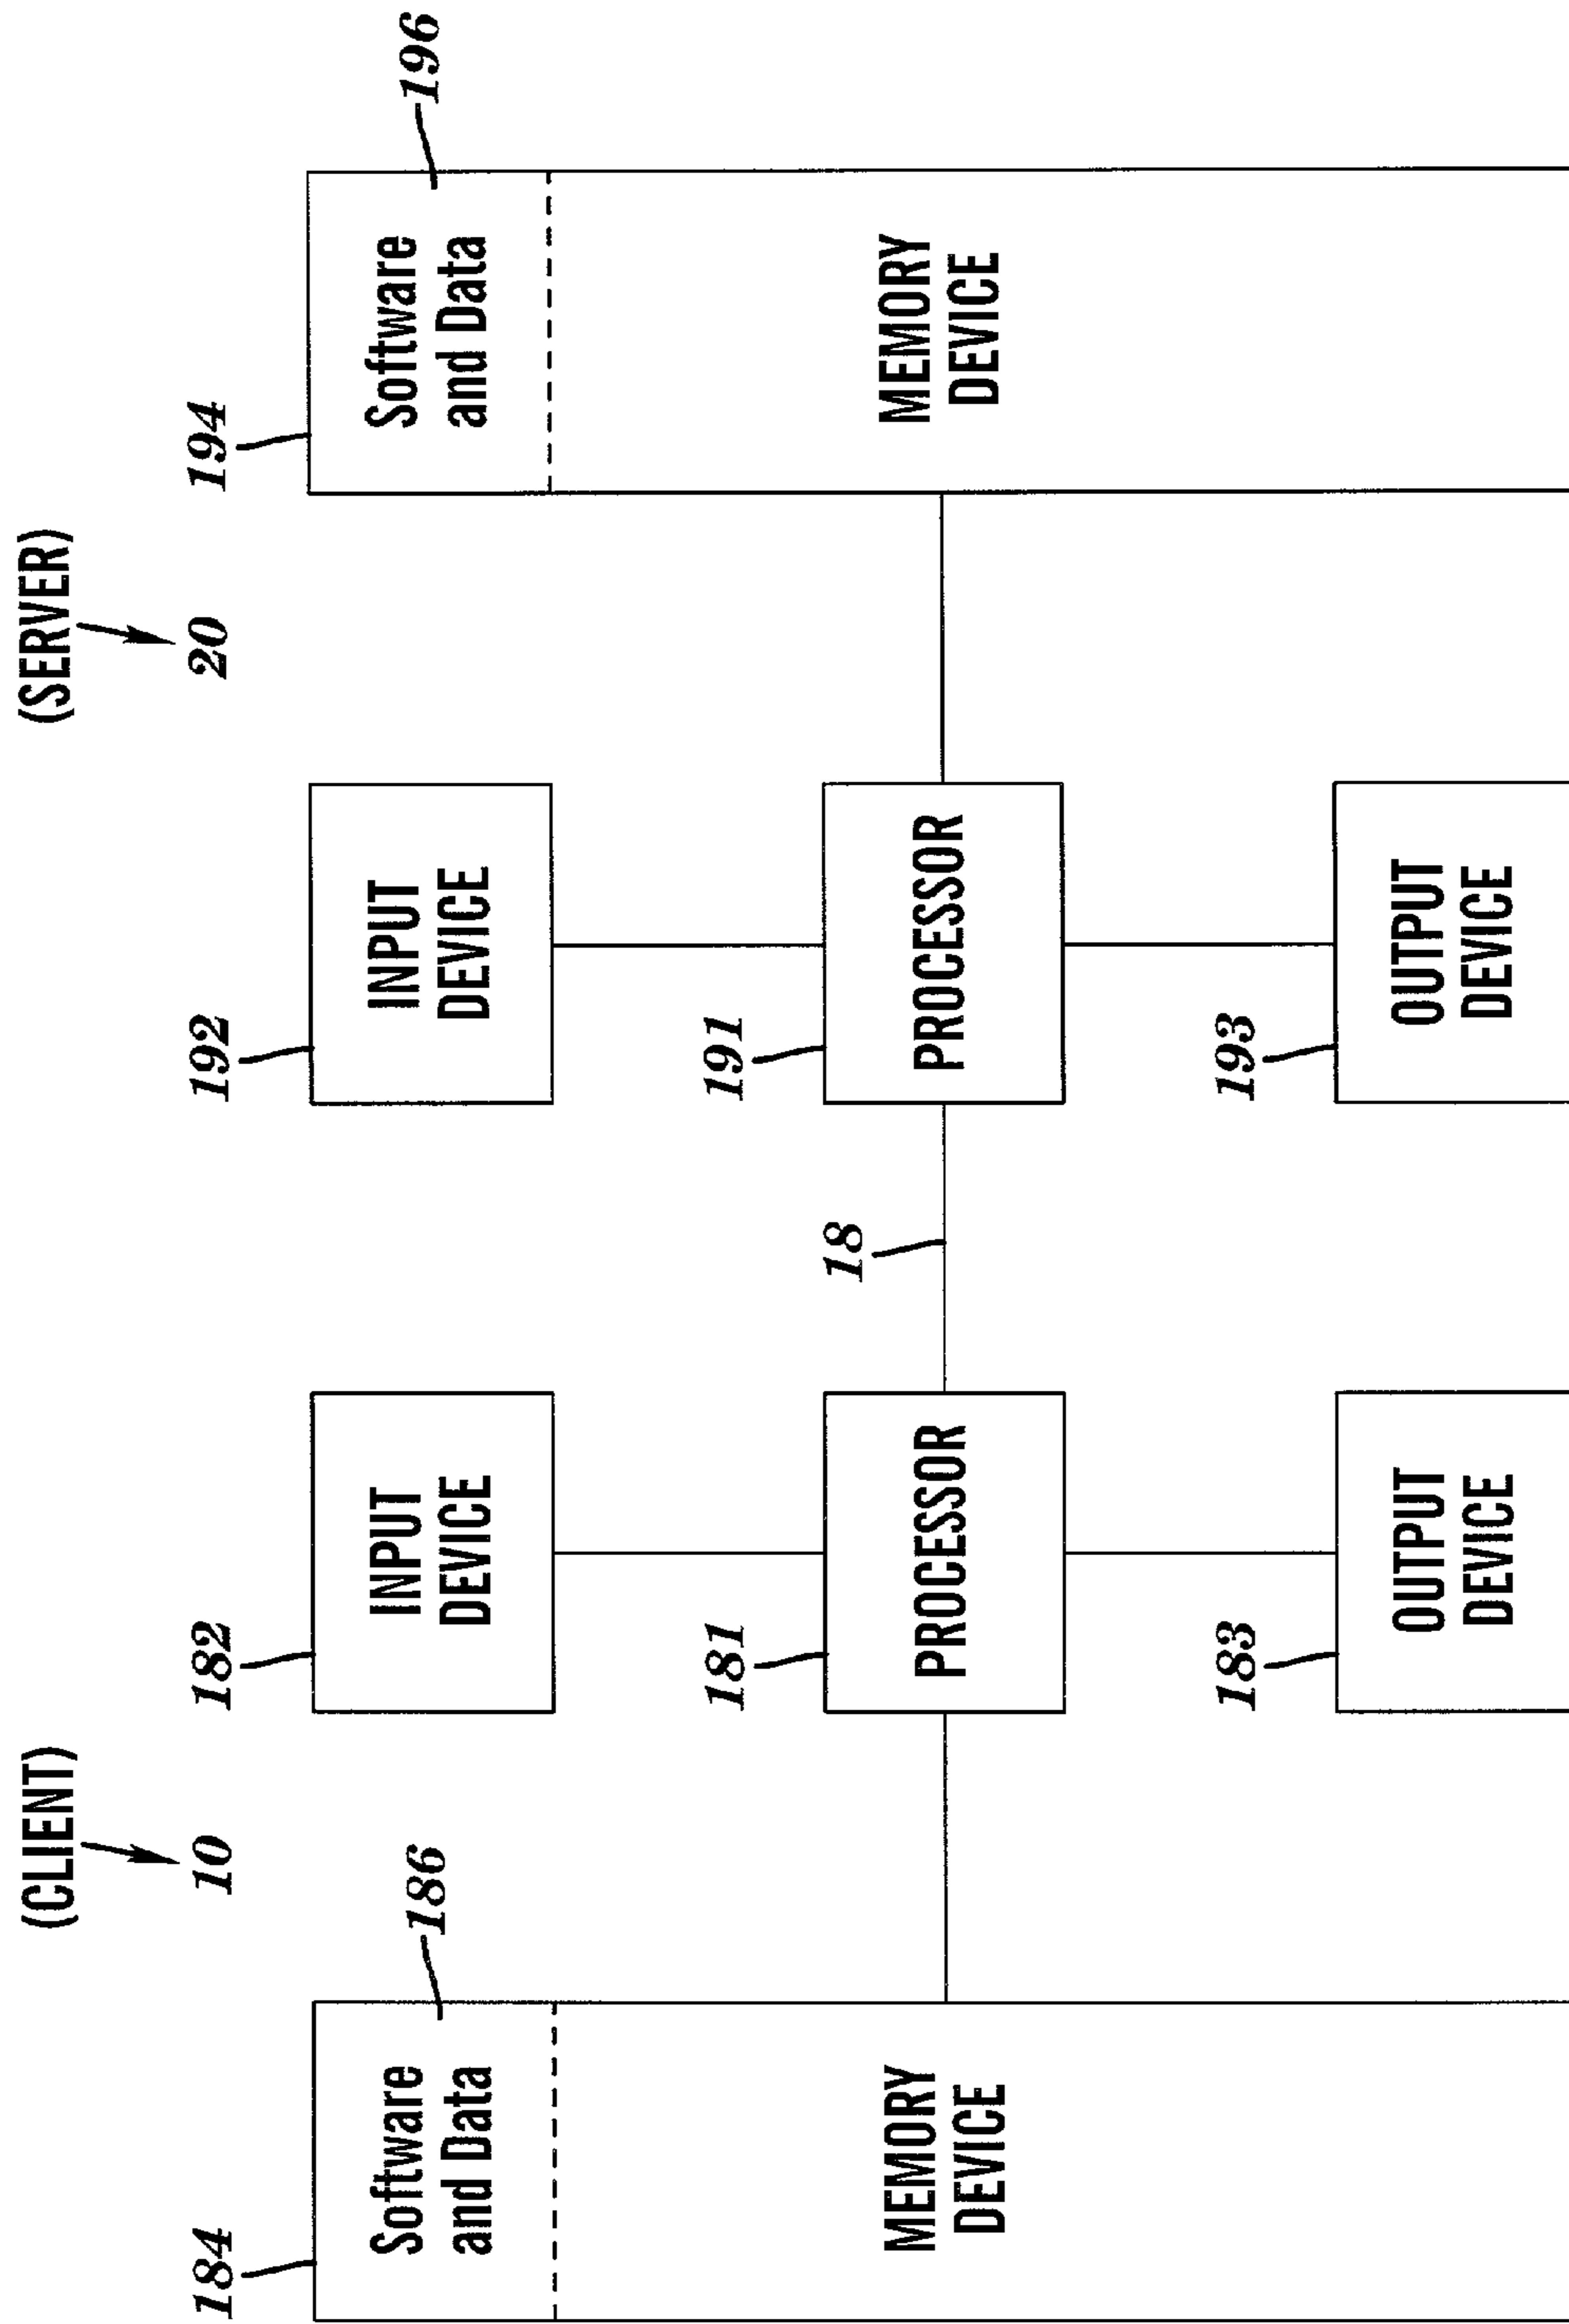 (CLIENT)
10
(SERVER)
20
184
Software
and Data
186
MEMORY
DEVICE
182
INPUT
DEVICE
181
PROCESSOR
183
OUTPUT
DEVICE
18
192
INPUT
DEVICE
191
PROCESSOR
193
OUTPUT
DEVICE
194
Software
and Data
196
MEMORY
DEVICE